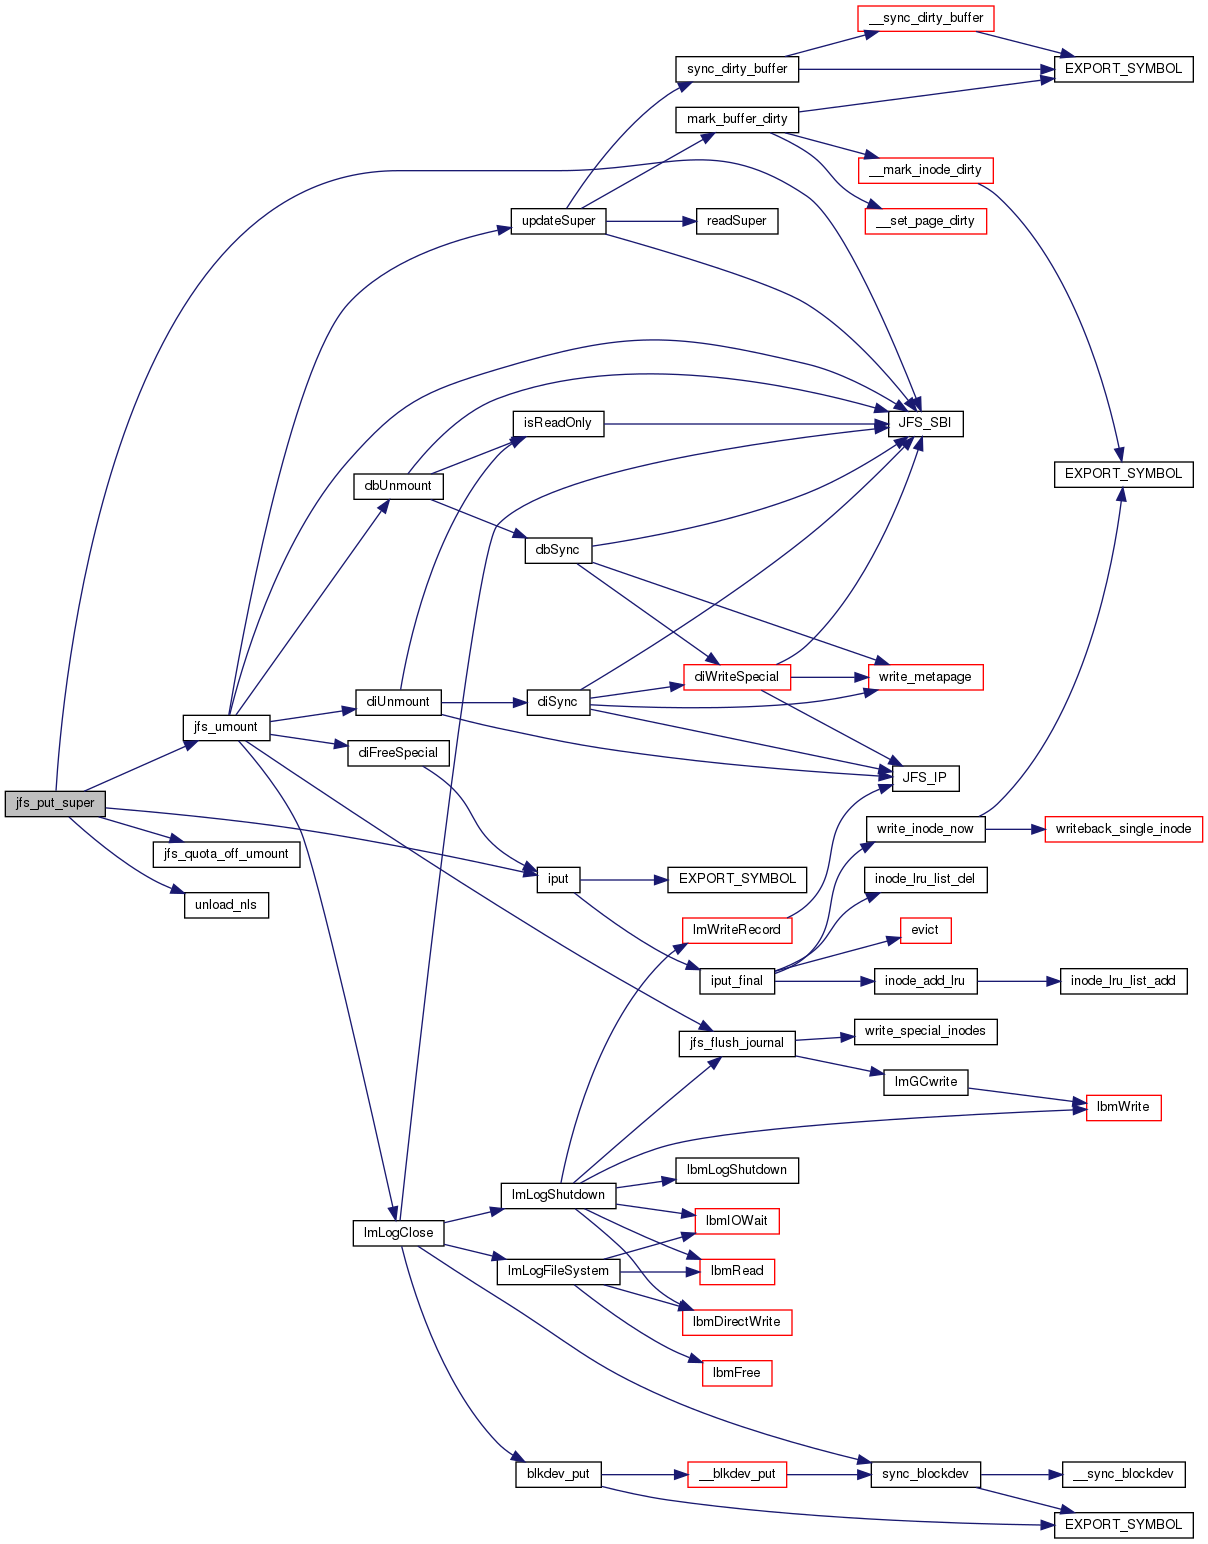 __sync_dirty_buffer
sync_dirty_buffer
EXPORT_SYMBOL
mark_buffer_dirty
__mark_inode_dirty
updateSuper
readSuper
__set_page_dirty
isReadOnly
JFS_SBI
dbUnmount
EXPORT_SYMBOL
dbSync
diWriteSpecial
write_metapage
diUnmount
diSync
jfs_umount
diFreeSpecial
JFS_IP
jfs_put_super
write_inode_now
writeback_single_inode
jfs_quota_off_umount
iput
EXPORT_SYMBOL
inode_lru_list_del
unload_nls
lmWriteRecord
evict
iput_final
inode_add_lru
inode_lru_list_add
jfs_flush_journal
write_special_inodes
lmGCwrite
lbmWrite
lbmLogShutdown
lmLogShutdown
lbmIOWait
lmLogClose
lmLogFileSystem
lbmRead
lbmDirectWrite
lbmFree
blkdev_put
__blkdev_put
sync_blockdev
__sync_blockdev
EXPORT_SYMBOL